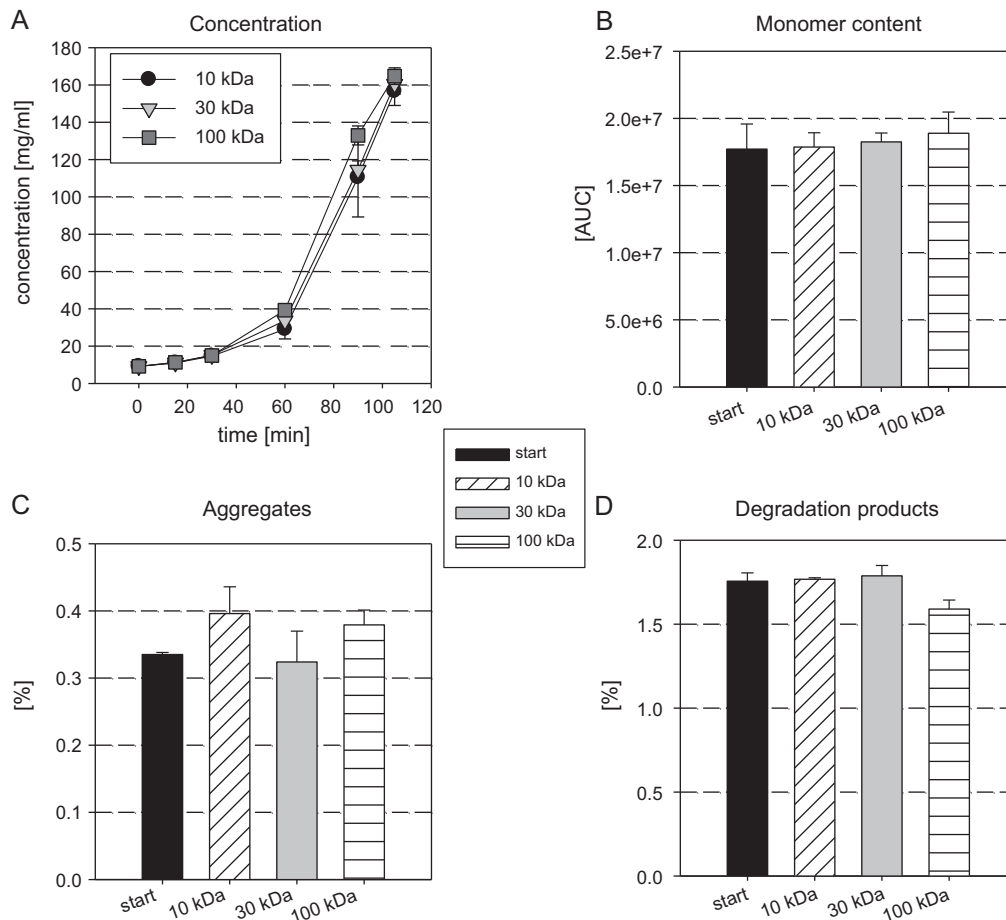 A
Concentration
concentration [mg/ml]
180
160
140
120
100
80
60
40
20
0
10 kDa
30 kDa
100 kDa
0 20 40 60 80 100 120
time [min]
B
Monomer content
[AUC]
2.5e+7
2.0e+7
1.5e+7
1.0e+7
5.0e+6
0.0
start 10 kDa 30 kDa 100 kDa
start
10 kDa
30 kDa
100 kDa
C
Aggregates
[%]
0.5
0.4
0.3
0.2
0.1
0.0
start 10 kDa 30 kDa 100 kDa
D
Degradation products
[%]
2.0
1.5
1.0
0.5
0.0
start 10 kDa 30 kDa 100 kDa